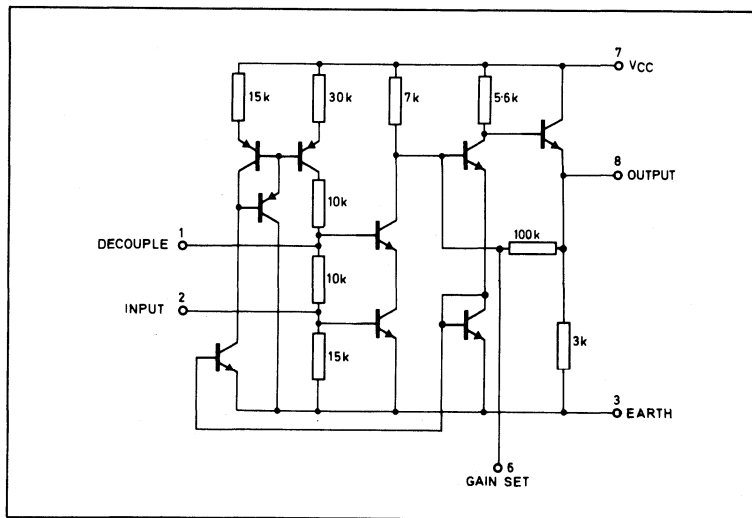 7
VCC
15k
30k
7k
5·6k
8
OUTPUT
10k
1
DECOUPLE
100k
10k
2
INPUT
15k
3k
3
EARTH
6
GAIN SET